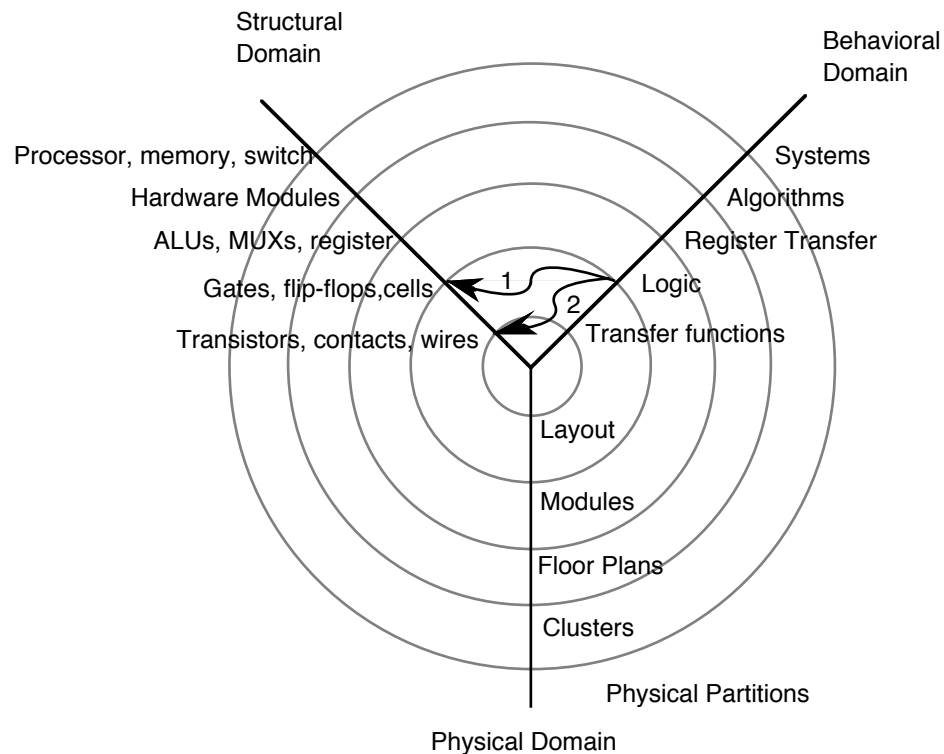 Structural
Domain
Behavioral
Domain
Processor, memory, switch
Systems
Hardware Modules
Algorithms
ALUs, MUXs, register
Register Transfer
Gates, flip-flops,cells
1
Logic
2
Transistors, contacts, wires
Transfer functions
Layout
Modules
Floor Plans
Clusters
Physical Partitions
Physical Domain